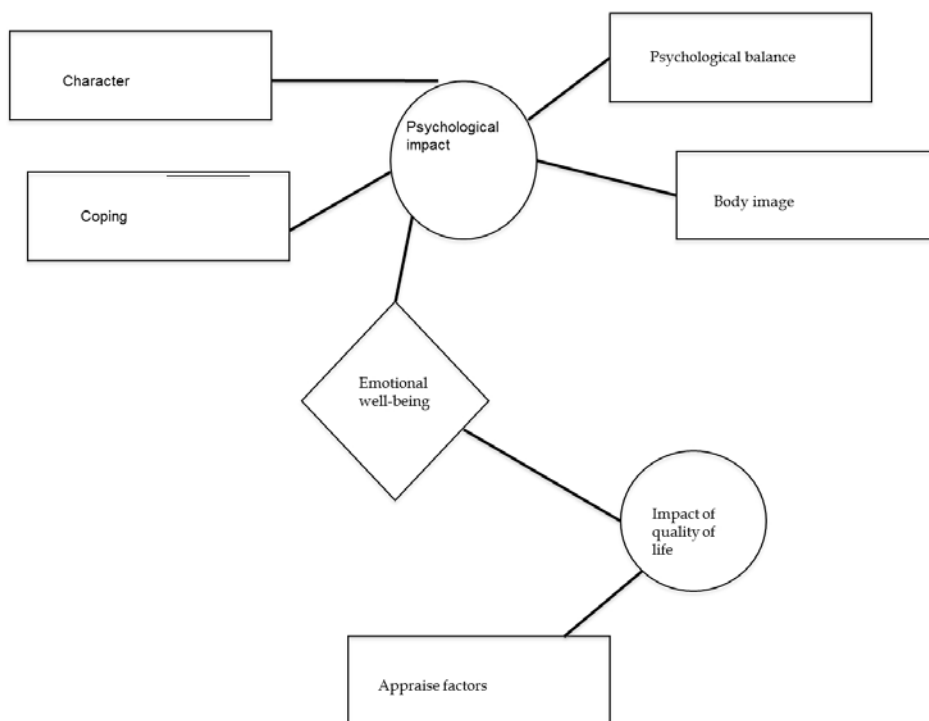 Character
Psychological balance
Psychological
impact
Coping
Body image
Emotional
well-being
Impact of
quality of
life
Appraise factors